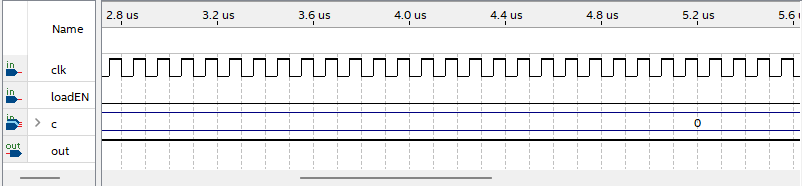 Name 2.8 us 3.2 us 3.6 us 4.0 us 4.4 us 4.8 us 5.2 us 5.6
in clk
in loadEN
in c 0
out out